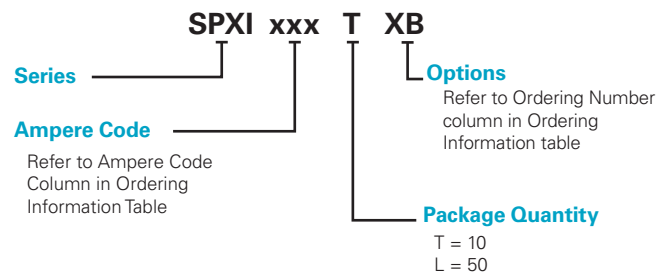 SPXI xxx T XB
Series
Ampere Code
Refer to Ampere Code
Column in Ordering
Information Table
Options
Refer to Ordering Number
column in Ordering
Information table
Package Quantity
T = 10
L = 50